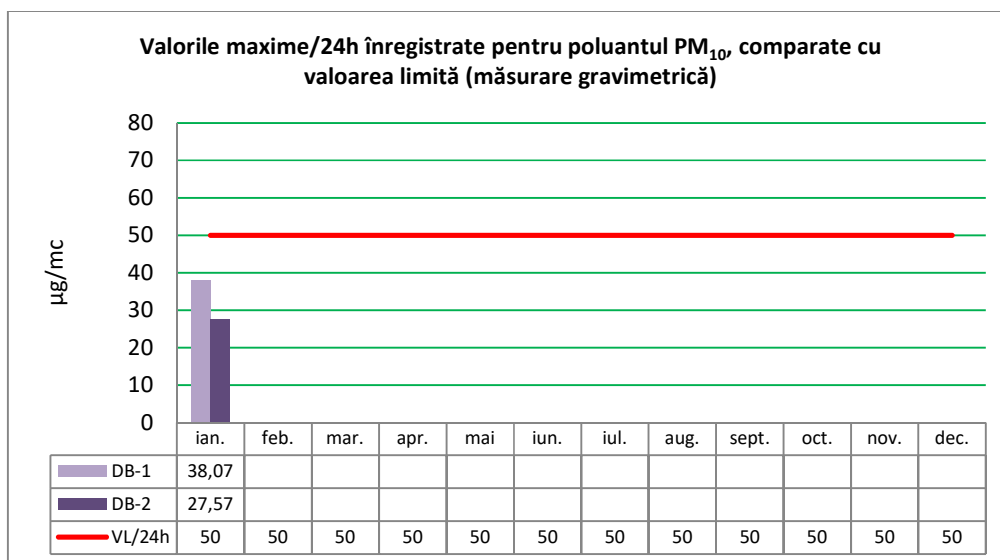 Valorile maxime/24h înregistrate pentru poluantul PM10, comparate cu
valoarea limită (măsurare gravimetrică)
80
70
60
50
40
30
20
10
0
µg/mc
ian. feb. mar. apr. mai iun. iul. aug. sept. oct. nov. dec.
DB-1 38,07
DB-2 27,57
VL/24h 50 50 50 50 50 50 50 50 50 50 50 50